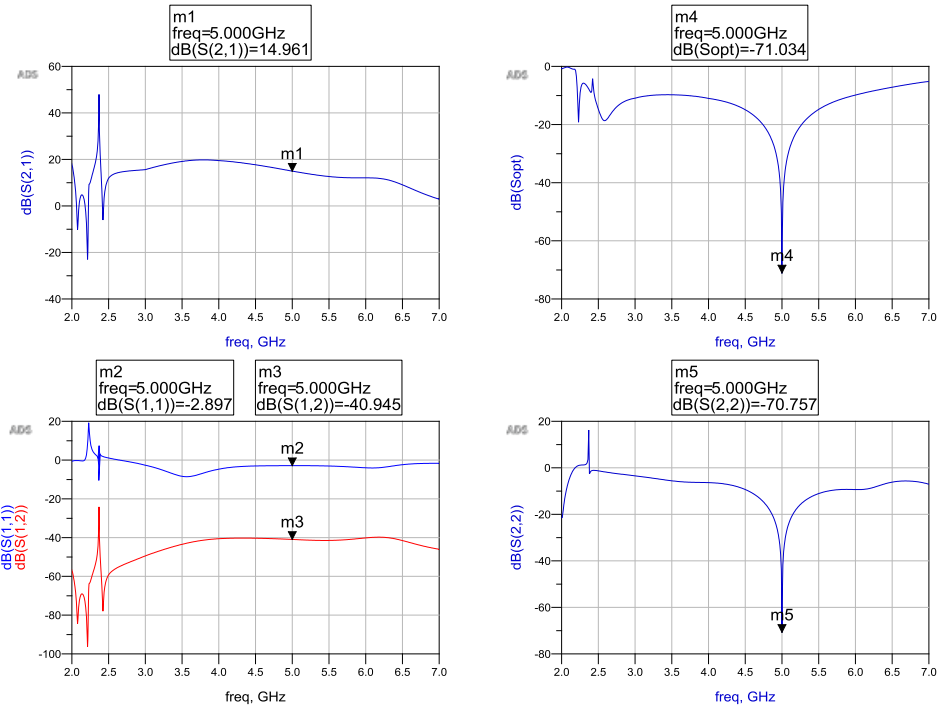 m1
freq=5.000GHz
dB(S(2,1))=14.961
ADS
60
40
20
0
-20
-40
dB(S(2,1))
m1
2.0 2.5 3.0 3.5 4.0 4.5 5.0 5.5 6.0 6.5 7.0
freq, GHz
m4
freq=5.000GHz
dB(Sopt)=-71.034
ADS
0
-20
-40
-60
-80
dB(Sopt)
m4
2.0 2.5 3.0 3.5 4.0 4.5 5.0 5.5 6.0 6.5 7.0
freq, GHz
m2
freq=5.000GHz
dB(S(1,1))=-2.897
m3
freq=5.000GHz
dB(S(1,2))=-40.945
ADS
20
0
-20
-40
-60
-80
-100
dB(S(1,1))
dB(S(1,2))
m2
m3
2.0 2.5 3.0 3.5 4.0 4.5 5.0 5.5 6.0 6.5 7.0
freq, GHz
m5
freq=5.000GHz
dB(S(2,2))=-70.757
ADS
20
0
-20
-40
-60
-80
dB(S(2,2))
m5
2.0 2.5 3.0 3.5 4.0 4.5 5.0 5.5 6.0 6.5 7.0
freq, GHz